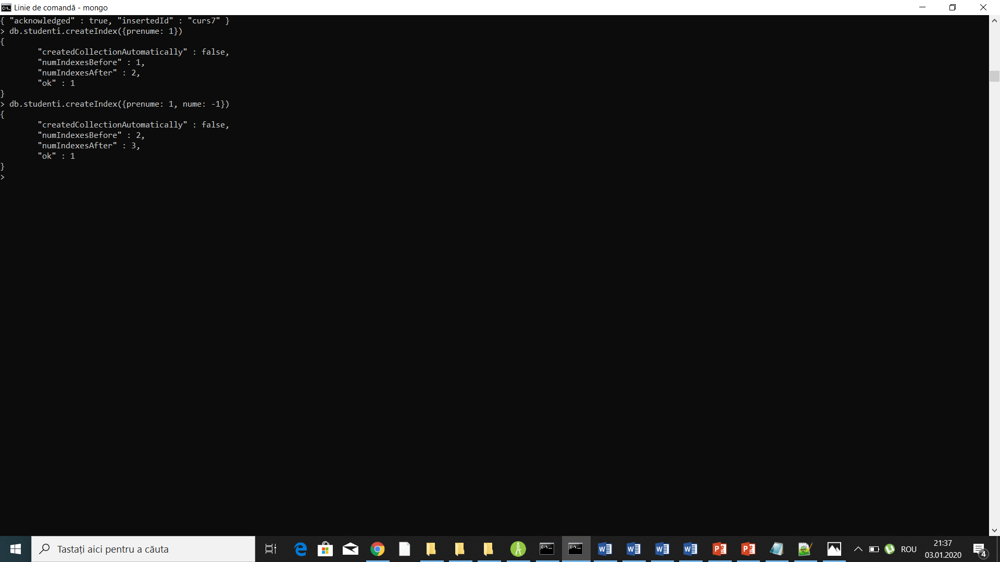 Linie de comandă - mongo
{ "acknowledged" : true, "insertedId" : "curs7" }
> db.studenti.createIndex({prenume: 1})
{
        "createdCollectionAutomatically" : false,
        "numIndexesBefore" : 1,
        "numIndexesAfter" : 2,
        "ok" : 1
}
> db.studenti.createIndex({prenume: 1, nume: -1})
{
        "createdCollectionAutomatically" : false,
        "numIndexesBefore" : 2,
        "numIndexesAfter" : 3,
        "ok" : 1
}
>
Tastați aici pentru a căuta
ROU
21:37
03.01.2020
4